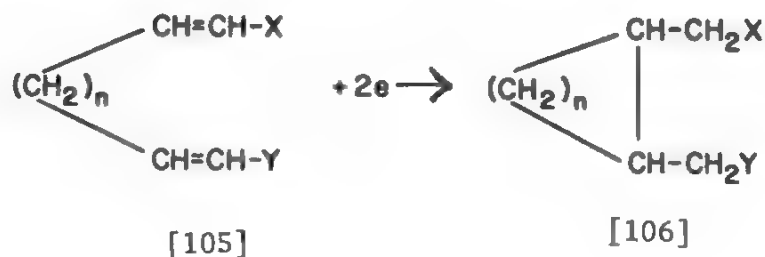 CH=CH-X CH-CH₂X
(CH₂)ₙ +2e→ (CH₂)ₙ
CH=CH-Y CH-CH₂Y
[105] [106]